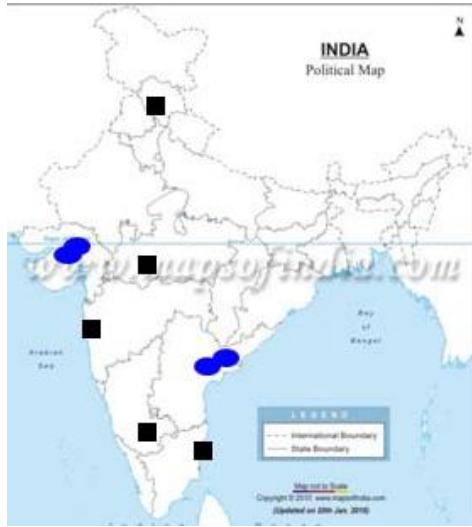 N
INDIA
Political Map
www.mapsofindia.com
Bay
of
Bengal
Arabian
Sea
LEGEND
International Boundary
State Boundary
Map not to Scale
Copyright © 2010 www.mapsofindia.com
(Updated on 20th Jan. 2010)